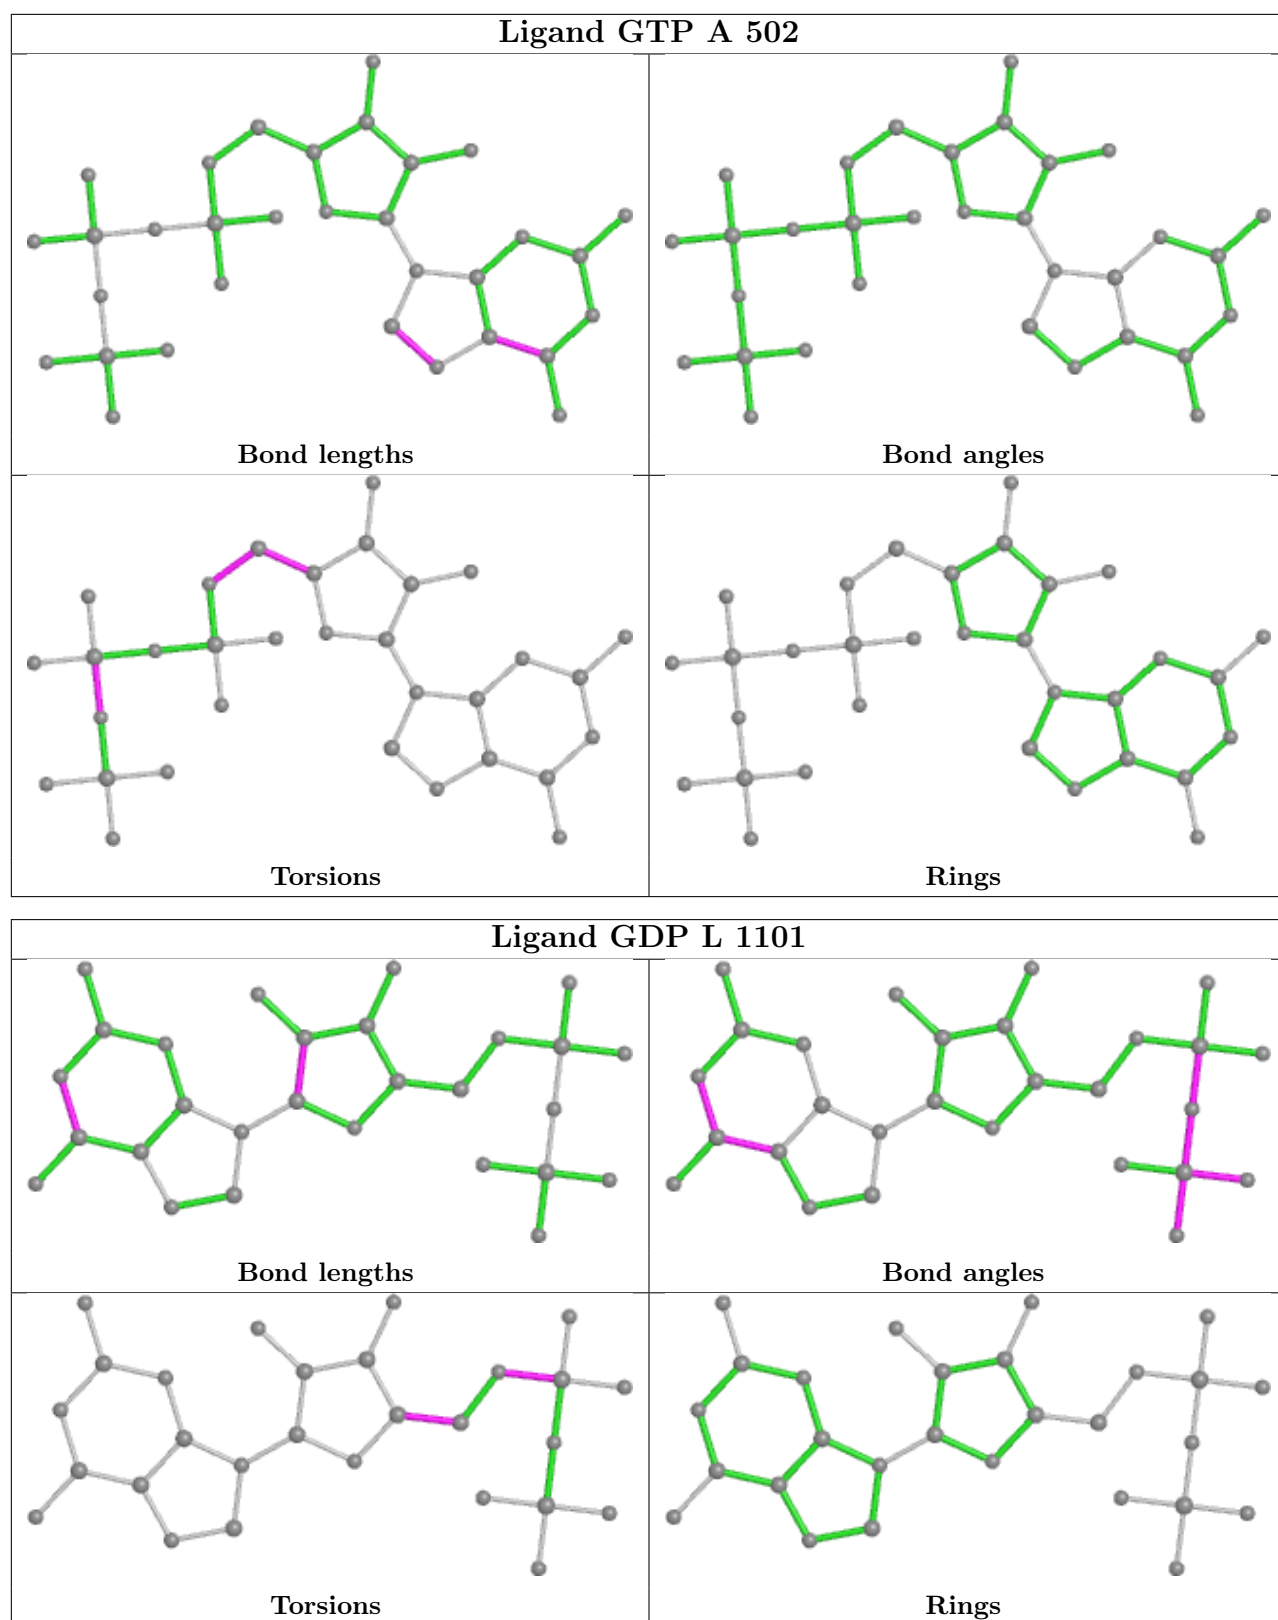 Ligand GTP A 502
Bond lengths
Bond angles
Torsions
Rings
Ligand GDP L 1101
Bond lengths
Bond angles
Torsions
Rings